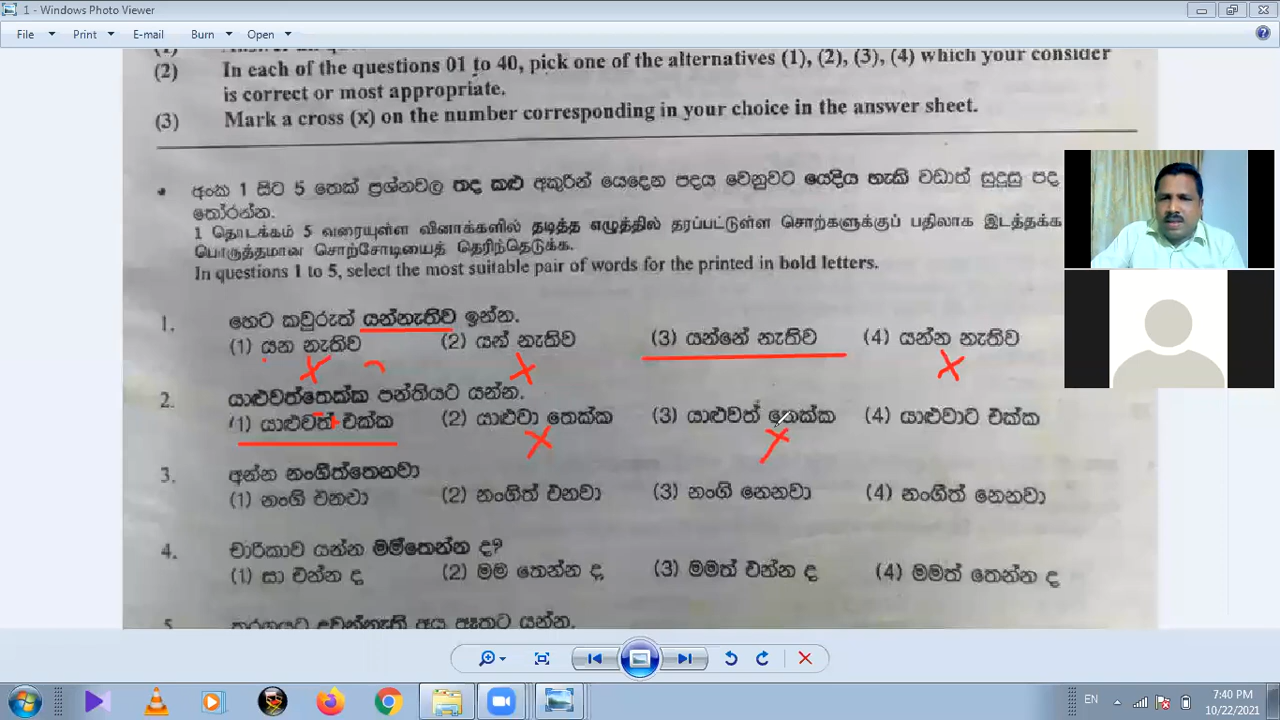 1 - Windows Photo Viewer
File Print E-mail Burn Open
(2) In each of the questions 01 to 40, pick one of the alternatives (1), (2), (3), (4) which your consider
is correct or most appropriate.
(3) Mark a cross (x) on the number corresponding in your choice in the answer sheet.
• අංක 1 සිට 5 තෙක් ප්‍රශ්නවල තද කළු අකුරින් යෙදෙන පදය වෙනුවට යෙදිය හැකි වඩාත් සුදුසු පද
තෝරන්න.
1 தொடக்கம் 5 வரையுள்ள வினாக்களில் தடித்த எழுத்தில் தரப்பட்டுள்ள சொற்களுக்குப் பதிலாக இடத்தக்க
பொருத்தமான சொற்சோடியைத் தெரிந்தெடுக்க.
In questions 1 to 5, select the most suitable pair of words for the printed in bold letters.
1. හෙට කවුරුත් යන්නැතිව ඉන්න.
(1) යන නැතිව (2) යන් නැතිව (3) යන්නේ නැතිව (4) යන්න නැතිව
2. යාළුවත්තෙක්ක පන්තියට යන්න.
(1) යාළුවත් එක්ක (2) යාළුවා තෙක්ක (3) යාළුවත් තෙක්ක (4) යාළුවාට එක්ක
3. අන්න නංගීත්තෙනවා
(1) නංගි එනවා (2) නංගිත් එනවා (3) නංගි නෙනවා (4) නංගීත් නෙනවා
4. චාරිකාව යන්න මමිතෙන්න ද?
(1) සා එන්න ද (2) මම තෙන්න ද (3) මමත් එන්න ද (4) මමත් තෙන්න ද
5. අය පැතට යන්න.
EN 7:40 PM
10/22/2021